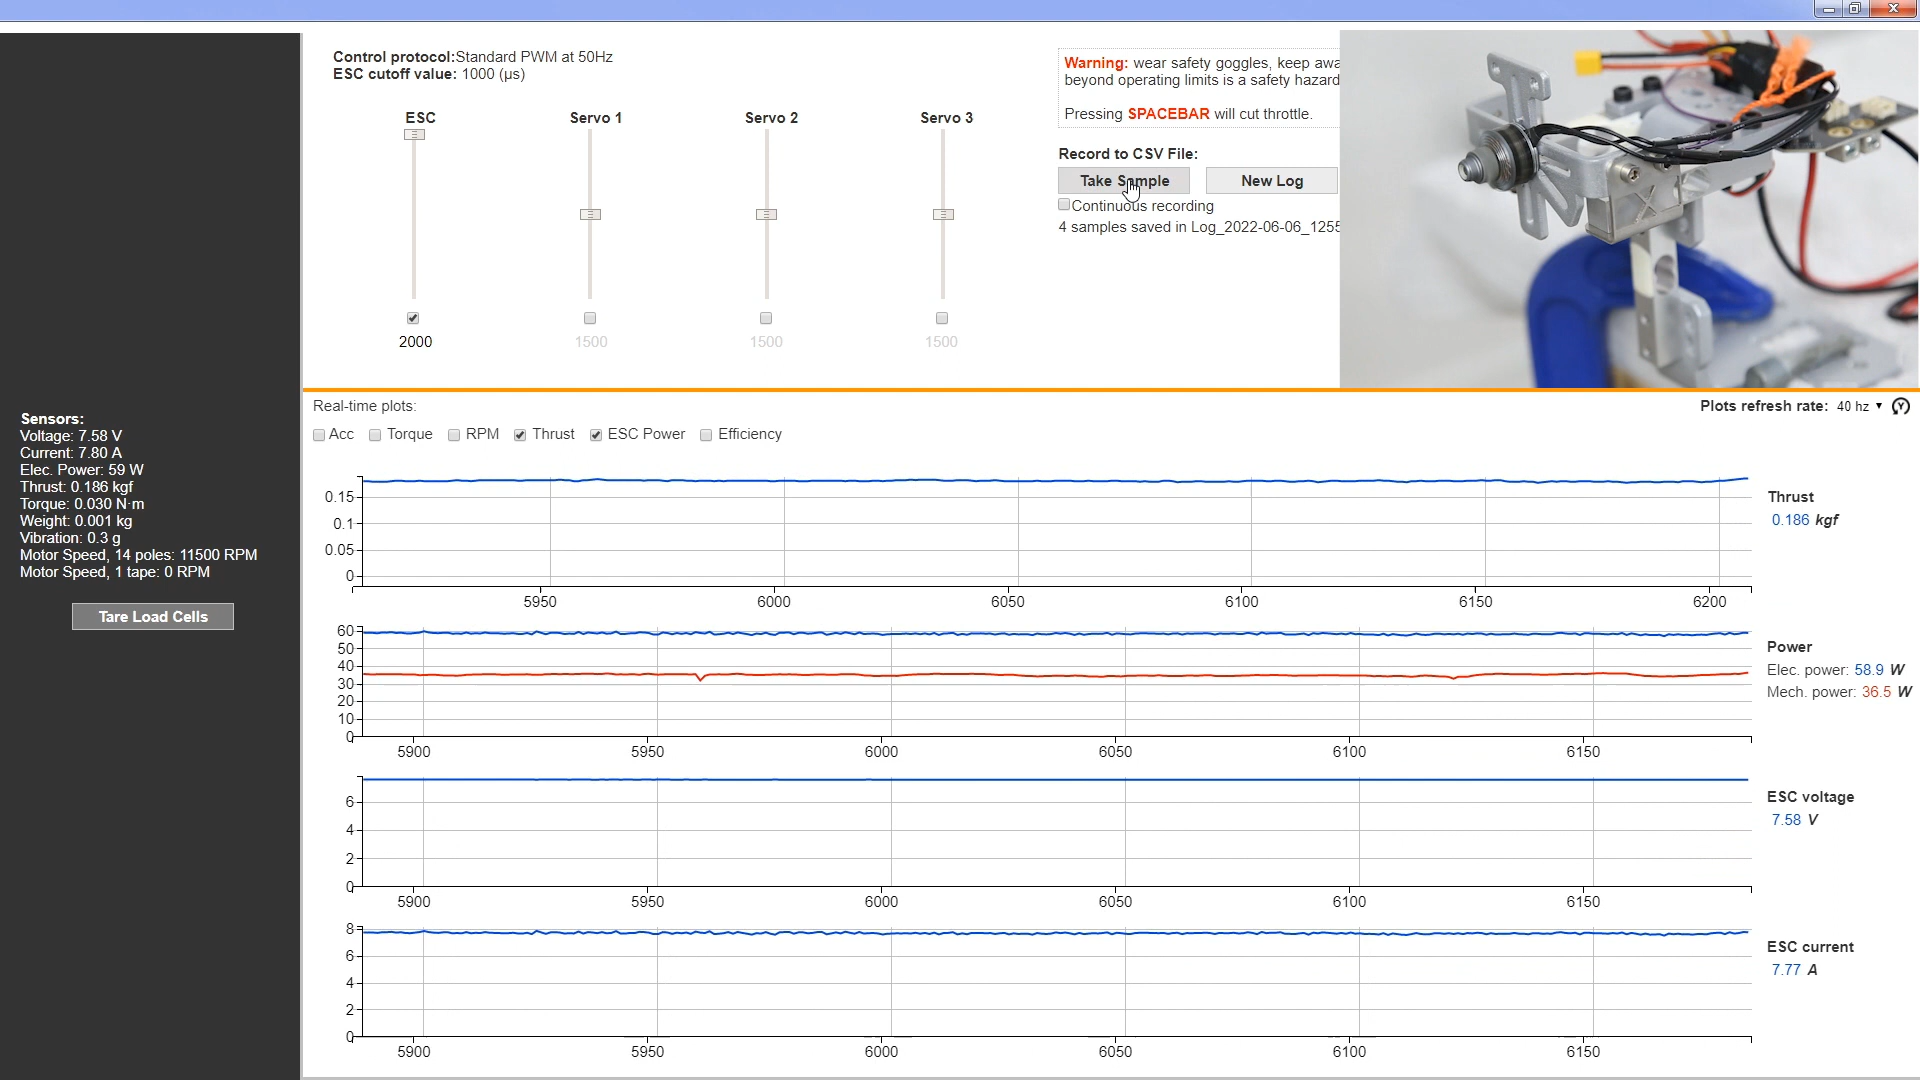 Control protocol:Standard PWM at 50Hz
ESC cutoff value: 1000 (µs)
ESC
Servo 1
Servo 2
Servo 3
2000
1500
1500
1500
Warning: wear safety goggles, keep awa
beyond operating limits is a safety hazard
Pressing SPACEBAR will cut throttle.
Record to CSV File:
Take Sample
New Log
Continuous recording
4 samples saved in Log_2022-06-06_1255
Sensors:
Voltage: 7.58 V
Current: 7.80 A
Elec. Power: 59 W
Thrust: 0.186 kgf
Torque: 0.030 N·m
Weight: 0.001 kg
Vibration: 0.3 g
Motor Speed, 14 poles: 11500 RPM
Motor Speed, 1 tape: 0 RPM
Tare Load Cells
Real-time plots:
Plots refresh rate: 40 hz
Acc Torque RPM Thrust ESC Power Efficiency
0.15
0.1
0.05
0
5950 6000 6050 6100 6150 6200
Thrust
0.186 kgf
60
50
40
30
20
10
0
5900 5950 6000 6050 6100 6150
Power
Elec. power: 58.9 W
Mech. power: 36.5 W
6
4
2
0
5900 5950 6000 6050 6100 6150
ESC voltage
7.58 V
8
6
4
2
0
5900 5950 6000 6050 6100 6150
ESC current
7.77 A